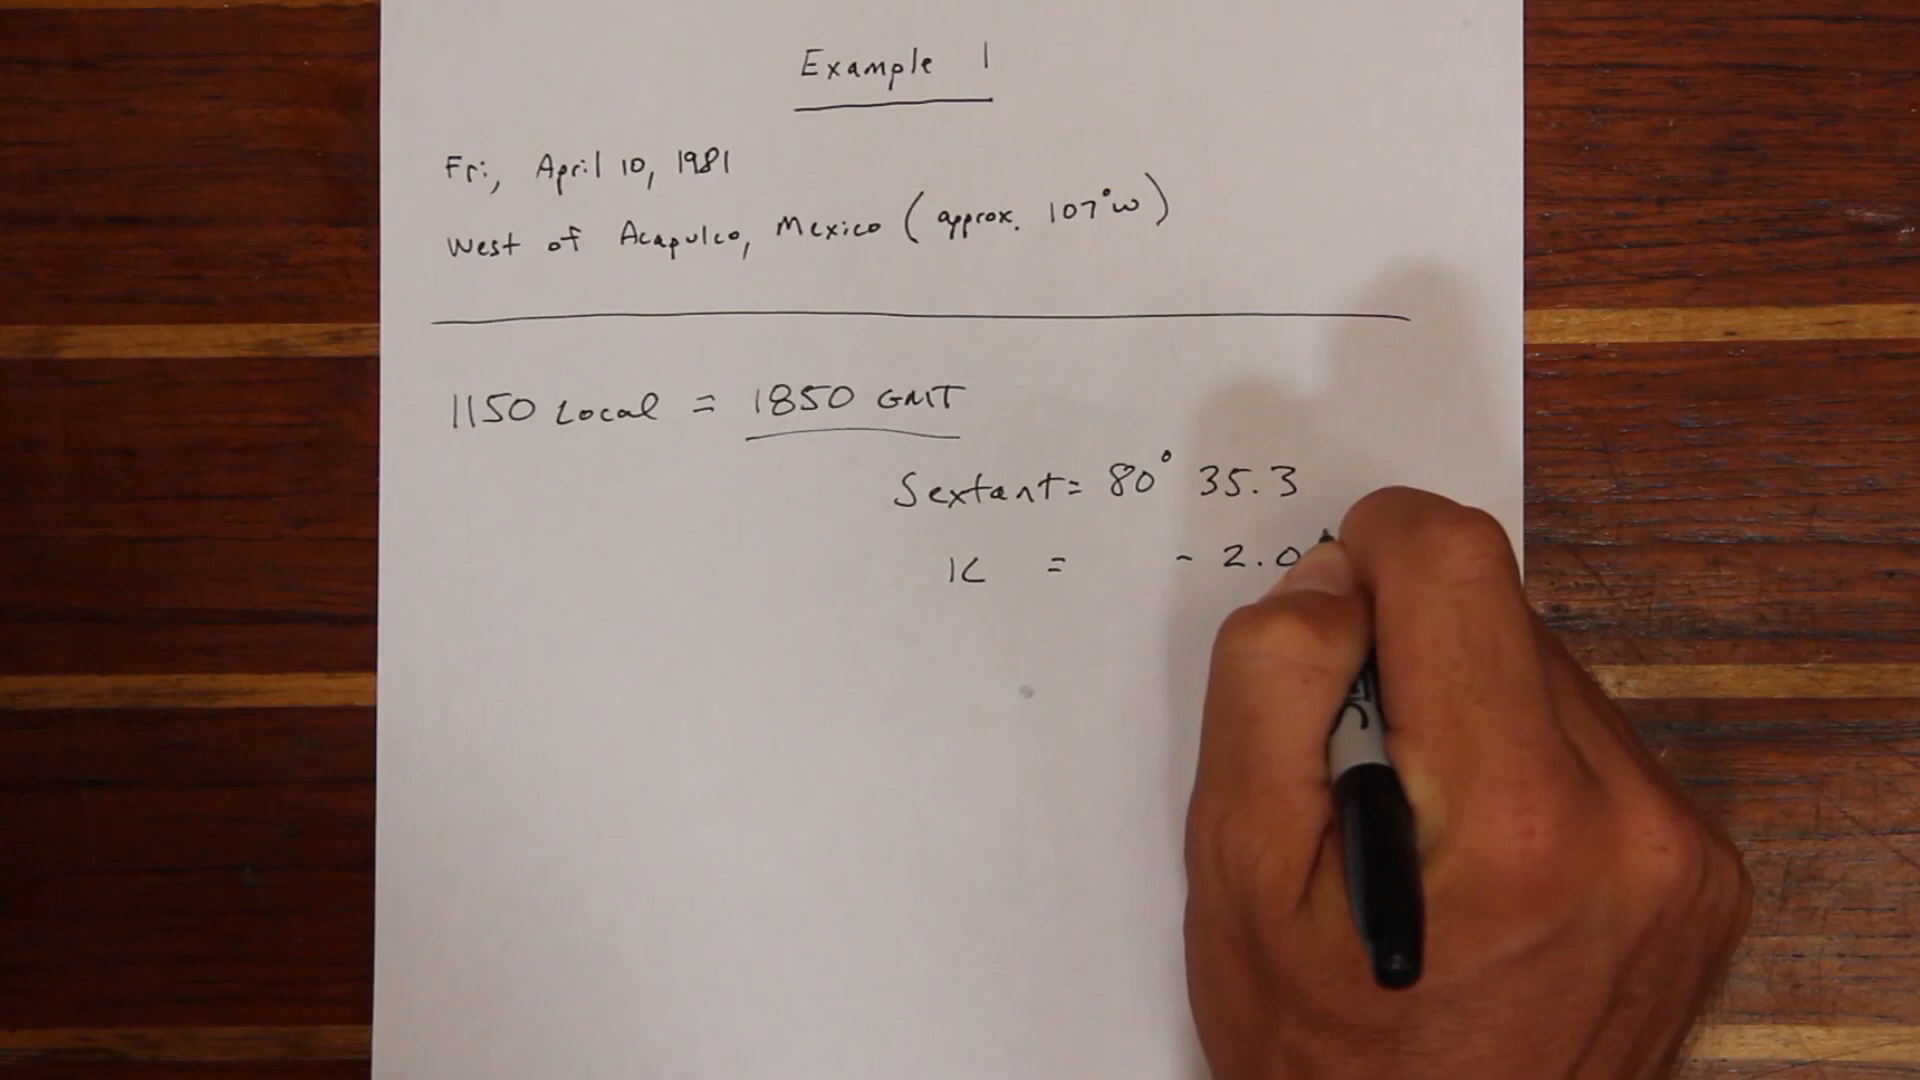 Example 1
Fri, April 10, 1981
West of Acapulco, Mexico (approx. 107°W)
1150 Local = 1850 GMT
Sextant = 80° 35.3
IC = - 2.0